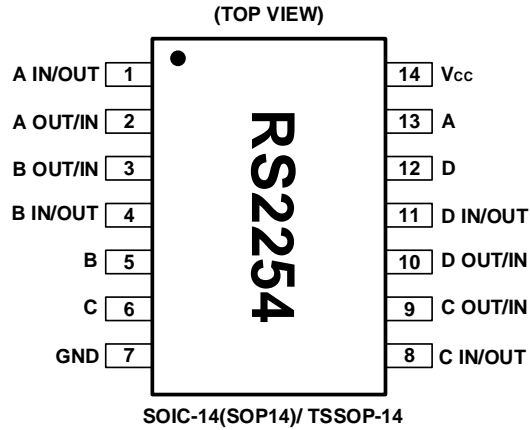 (TOP VIEW)
A IN/OUT 1
A OUT/IN 2
B OUT/IN 3
B IN/OUT 4
B 5
C 6
GND 7
RS2254
14 Vcc
13 A
12 D
11 D IN/OUT
10 D OUT/IN
9 C OUT/IN
8 C IN/OUT
SOIC-14(SOP14)/ TSSOP-14